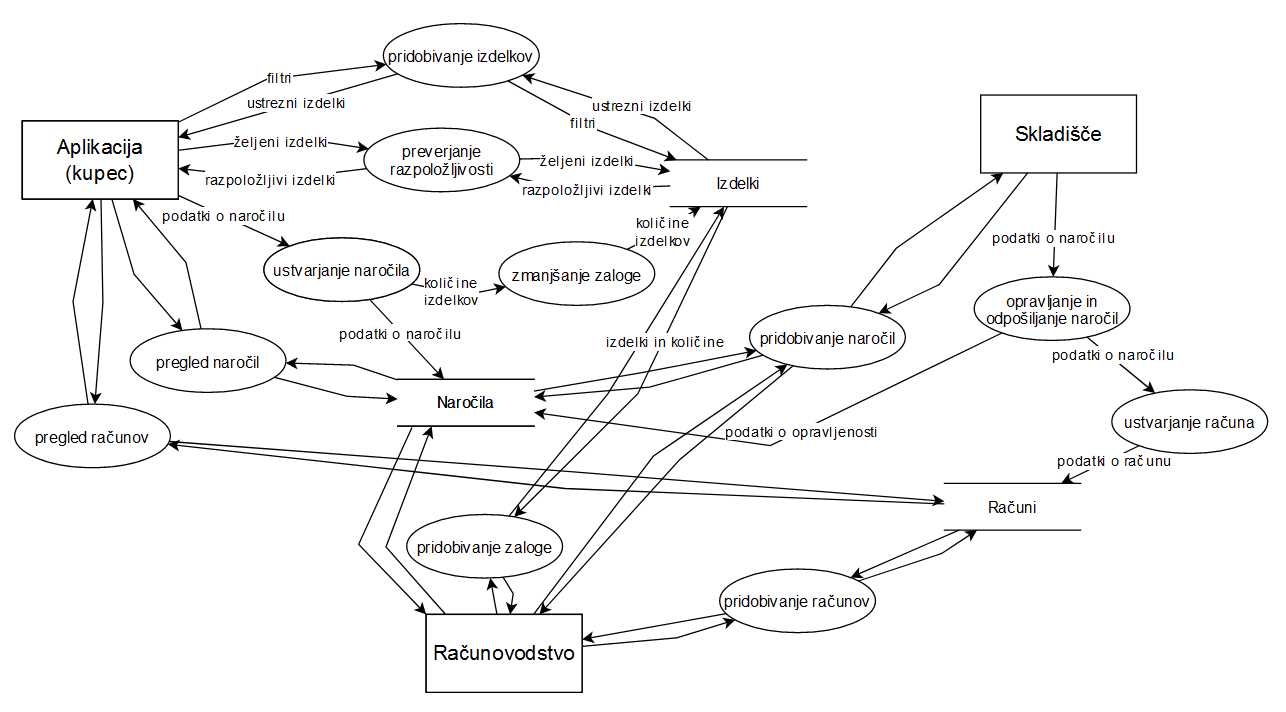 pridobivanje izdelkov
filtri
ustrezni izdelki
ustrezni izdelki
filtri
Aplikacija
(kupec)
željeni izdelki
preverjanje
razpoložljivosti
željeni izdelki
razpoložljivi izdelki
razpoložljivi izdelki
Izdelki
Skladišče
podatki o naročilu
količine
izdelkov
podatki o naročilu
ustvarjanje naročila
količine
izdelkov
zmanjšanje zaloge
opravljanje in
odpošiljanje naročil
podatki o naročilu
izdelki in količine
pridobivanje naročil
podatki o naročilu
pregled naročil
Naročila
ustvarjanje računa
pregled računov
podatki o opravljenosti
podatki o računu
Računi
pridobivanje zaloge
pridobivanje računov
Računovodstvo